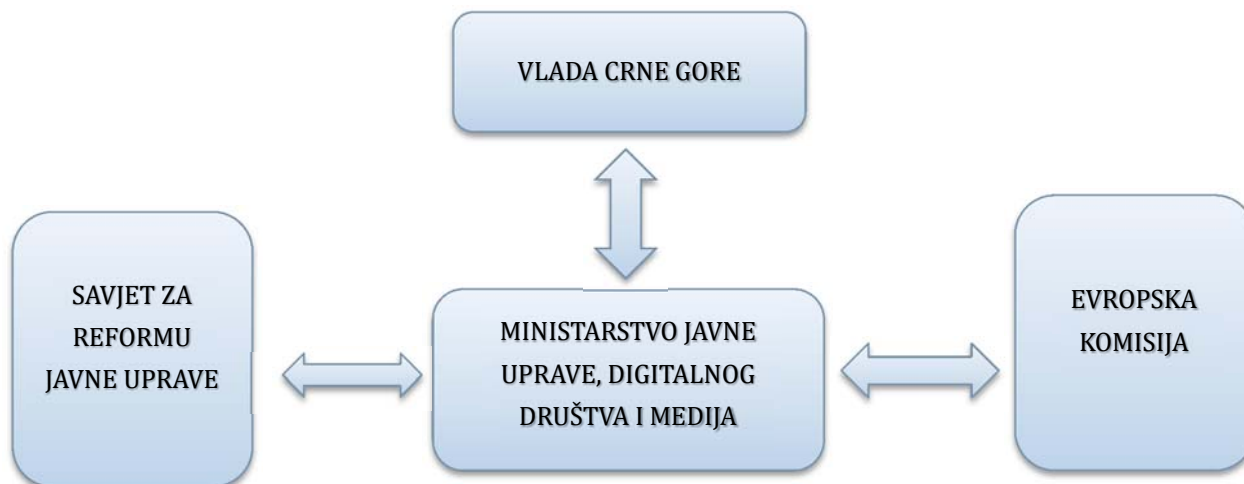 VLADA CRNE GORE
SAVJET ZA
REFORMU
JAVNE UPRAVE
MINISTARSTVO JAVNE
UPRAVE, DIGITALNOG
DRUŠTVA I MEDIJA
EVROPSKA
KOMISIJA